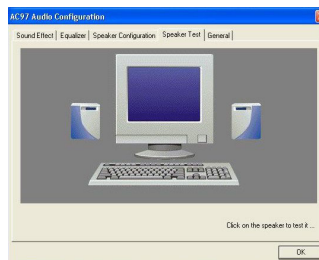 AC97 Audio Configuration
Sound Effect | Equalizer | Speaker Configuration | Speaker Test | General |
Click on the speaker to test it ...
OK